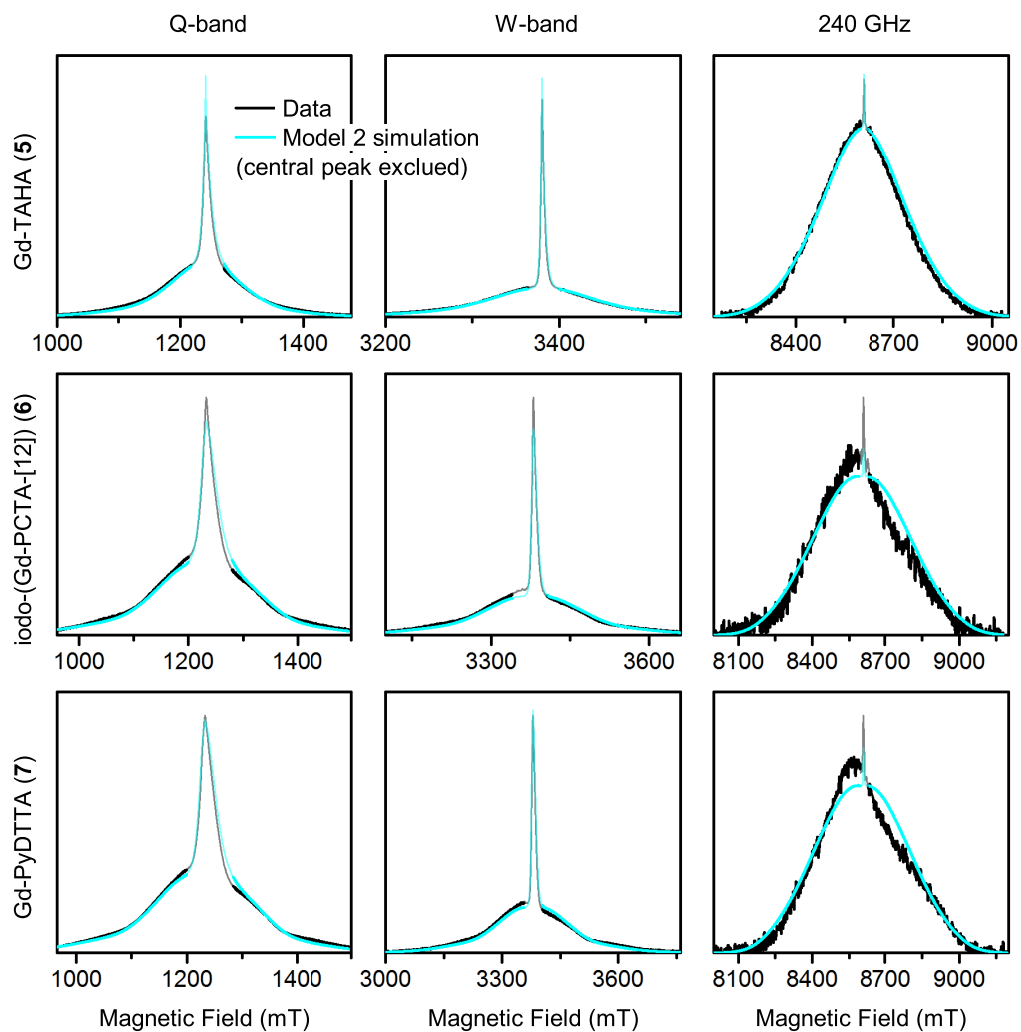 Q-band
W-band
240 GHz
Gd-TAHA (5)
Data
Model 2 simulation
(central peak exclued)
1000 1200 1400
3200 3400
8400 8700 9000
iodo-(Gd-PCTA-[12]) (6)
1000 1200 1400
3300 3600
8100 8400 8700 9000
Gd-PyDTTA (7)
1000 1200 1400
3000 3300 3600
8100 8400 8700 9000
Magnetic Field (mT)
Magnetic Field (mT)
Magnetic Field (mT)